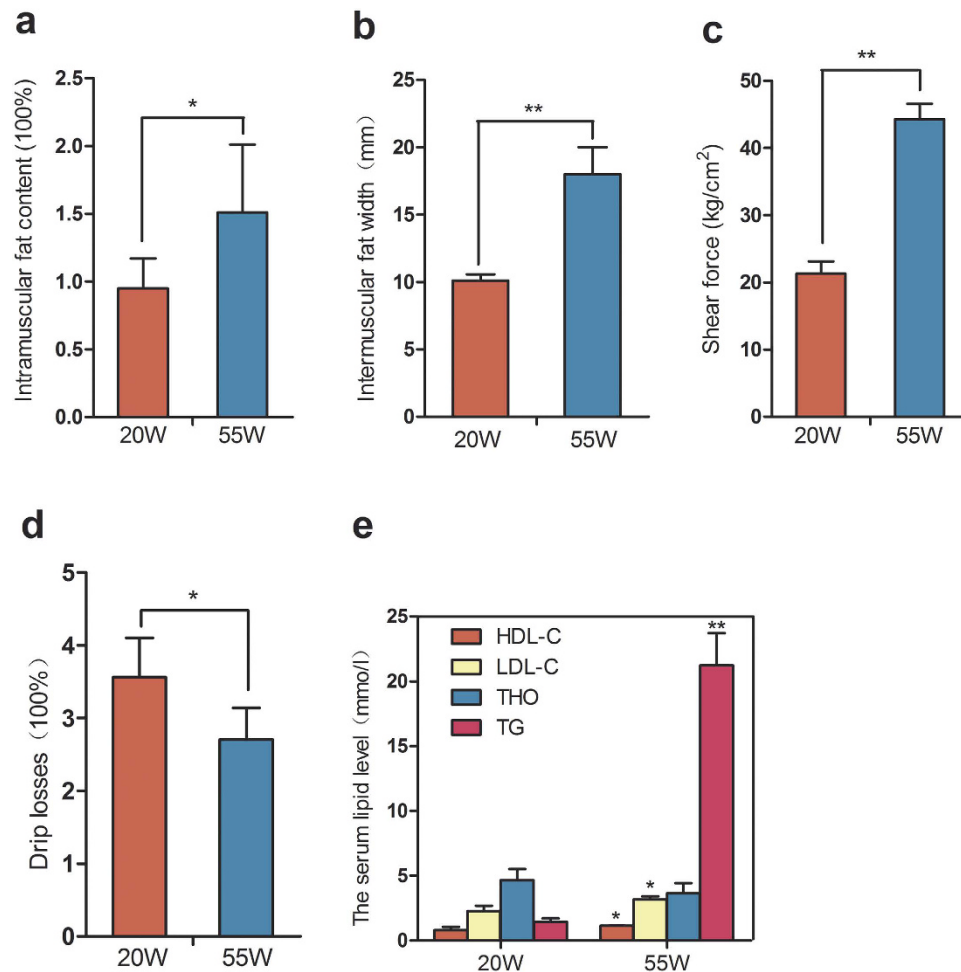 a
Intramuscular fat content (100%)
2.5
2.0
1.5
1.0
0.5
0.0
*
20W 55W
b
Intermuscular fat width（mm）
25
20
15
10
5
0
**
20W 55W
c
Shear force (kg/cm²)
50
40
30
20
10
0
**
20W 55W
d
Drip losses（100%）
5
4
3
2
1
0
*
20W 55W
e
The serum lipid level（mmo/l）
25
20
15
10
5
0
HDL-C
LDL-C
THO
TG
**
*
*
20W 55W